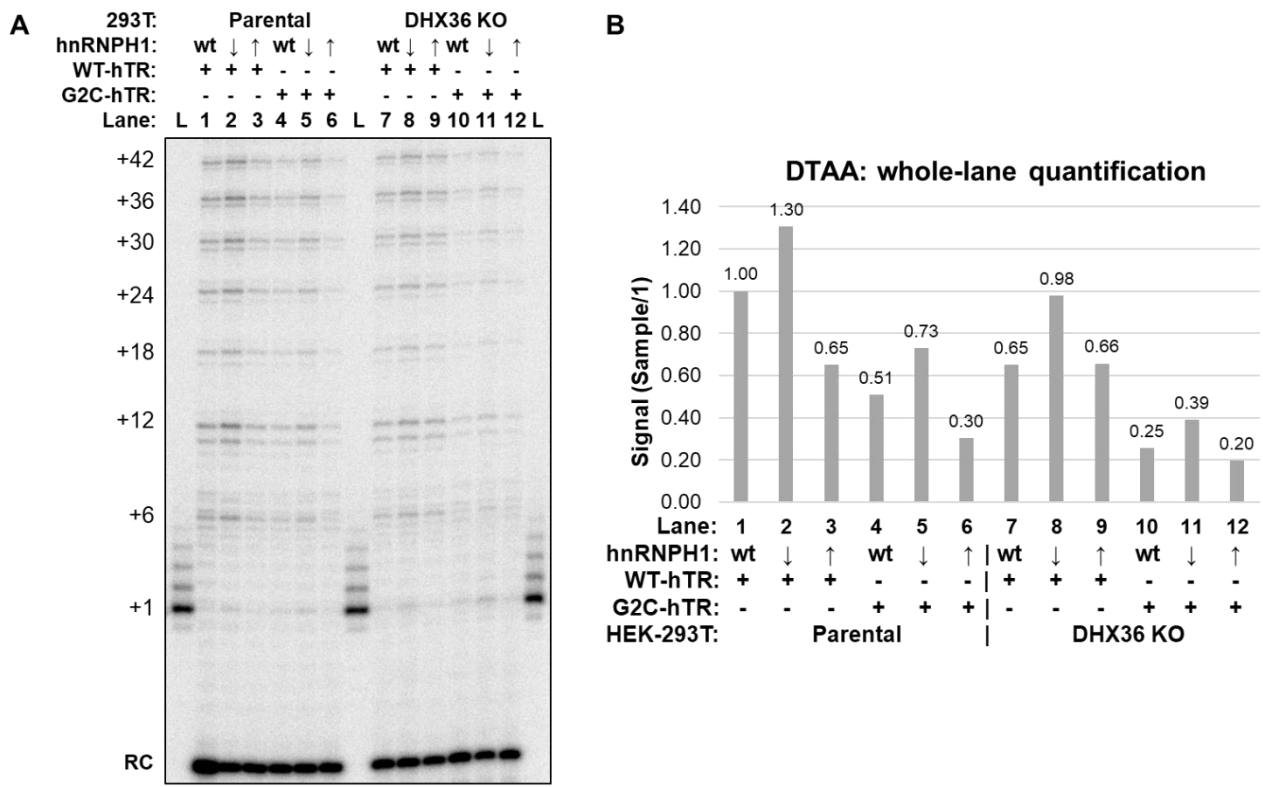 A
293T: Parental DHX36 KO
hnRNPH1: wt ↓ ↑ wt ↓ ↑ wt ↓ ↑ wt ↓ ↑
WT-hTR: + + + - - - + + + - - -
G2C-hTR: - - - + + + - - - + + +
Lane: L 1 2 3 4 5 6 L 7 8 9 10 11 12 L
+42
+36
+30
+24
+18
+12
+6
+1
RC
B
DTAA: whole-lane quantification
Signal (Sample/1)
1.40
1.20
1.00
0.80
0.60
0.40
0.20
0.00
1.00 1.30 0.65 0.51 0.73 0.30 0.65 0.98 0.66 0.25 0.39 0.20
Lane: 1 2 3 4 5 6 7 8 9 10 11 12
hnRNPH1: wt ↓ ↑ wt ↓ ↑ | wt ↓ ↑ wt ↓ ↑
WT-hTR: + + + - - - | + + + - - -
G2C-hTR: - - - + + + | - - - + + +
HEK-293T: Parental | DHX36 KO